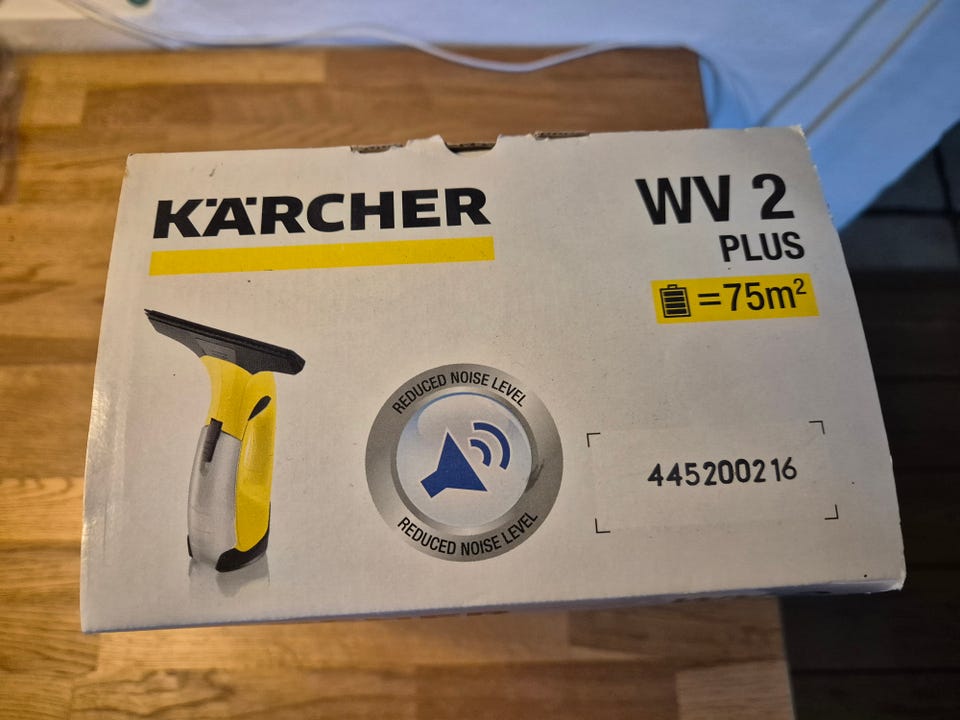 KÄRCHER
WV 2
PLUS
=75m²
REDUCED NOISE LEVEL
REDUCED NOISE LEVEL
445200216